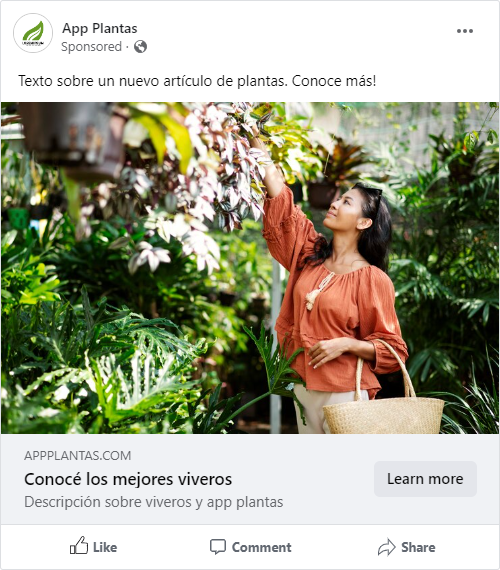 App Plantas
Sponsored ·
Texto sobre un nuevo artículo de plantas. Conoce más!
APPPLANTAS.COM
Conocé los mejores viveros
Descripción sobre viveros y app plantas
Learn more
Like
Comment
Share